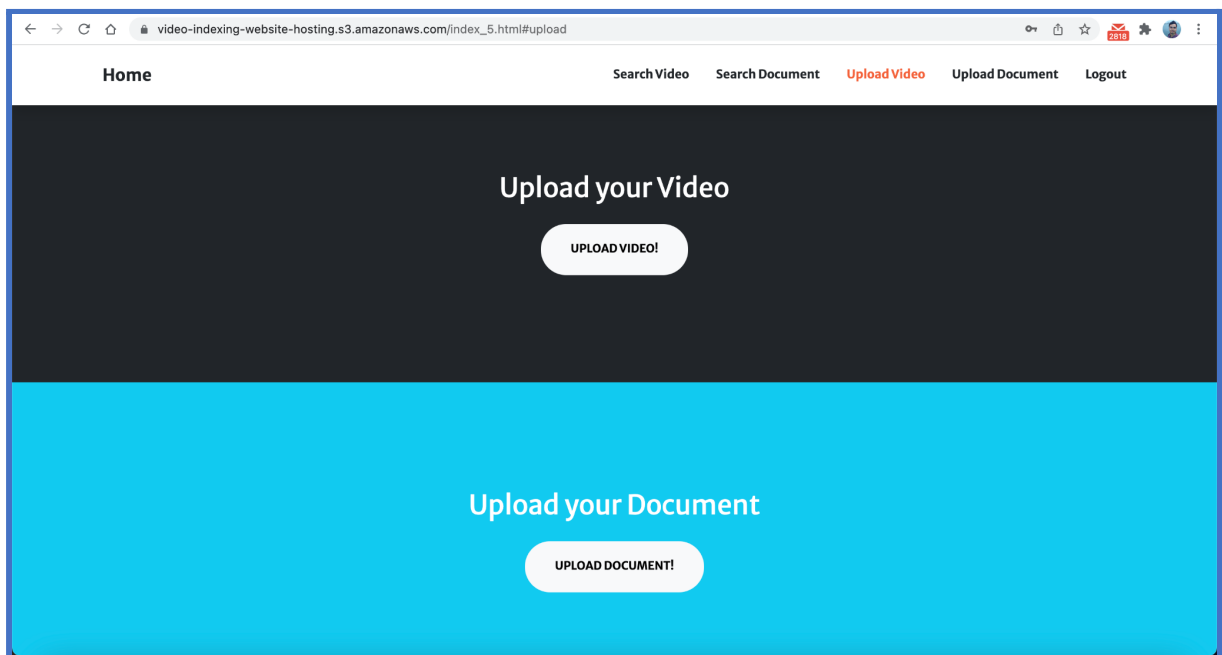 video-indexing-website-hosting.s3.amazonaws.com/index_5.html#upload
2818
Home Search Video Search Document Upload Video Upload Document Logout
Upload your Video
UPLOAD VIDEO!
Upload your Document
UPLOAD DOCUMENT!